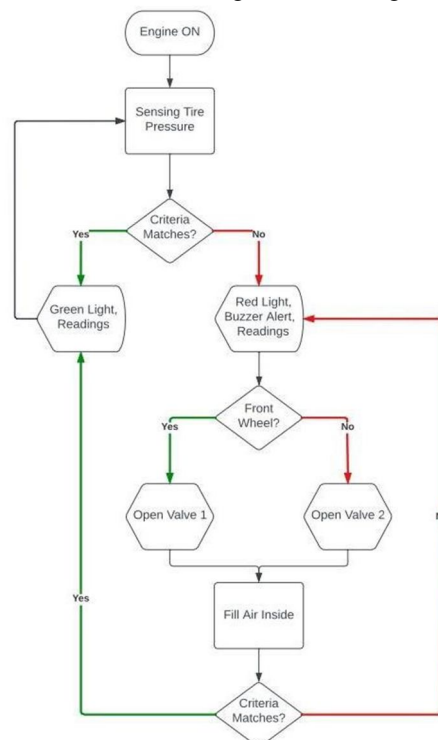 Engine ON
Sensing Tire
Pressure
Criteria
Matches?
Yes
No
Green Light,
Readings
Red Light,
Buzzer Alert,
Readings
Front
Wheel?
Yes
No
Open Valve 1
Open Valve 2
Fill Air Inside
Yes
Criteria
Matches?